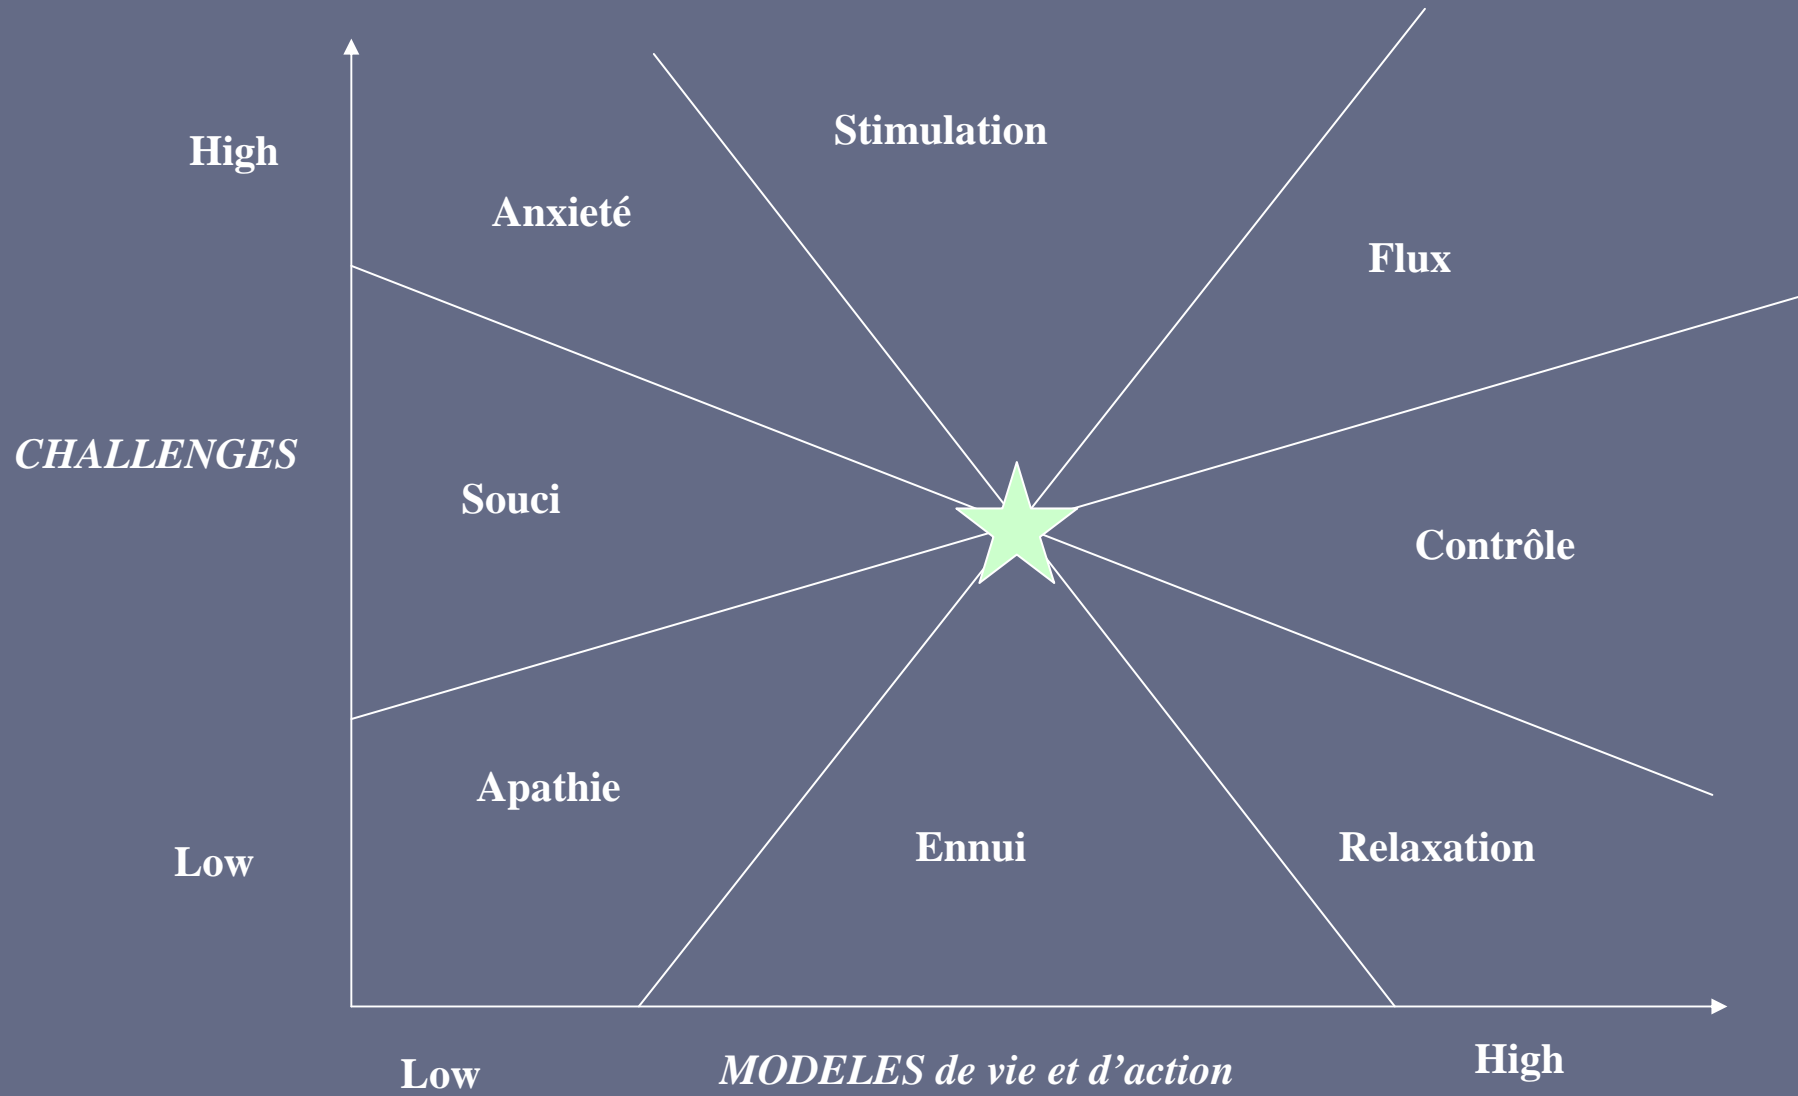 Stimulation
High
Anxieté
Flux
CHALLENGES
Souci
Contrôle
Apathie
Ennui
Relaxation
Low
Low
MODELES de vie et d’action
High